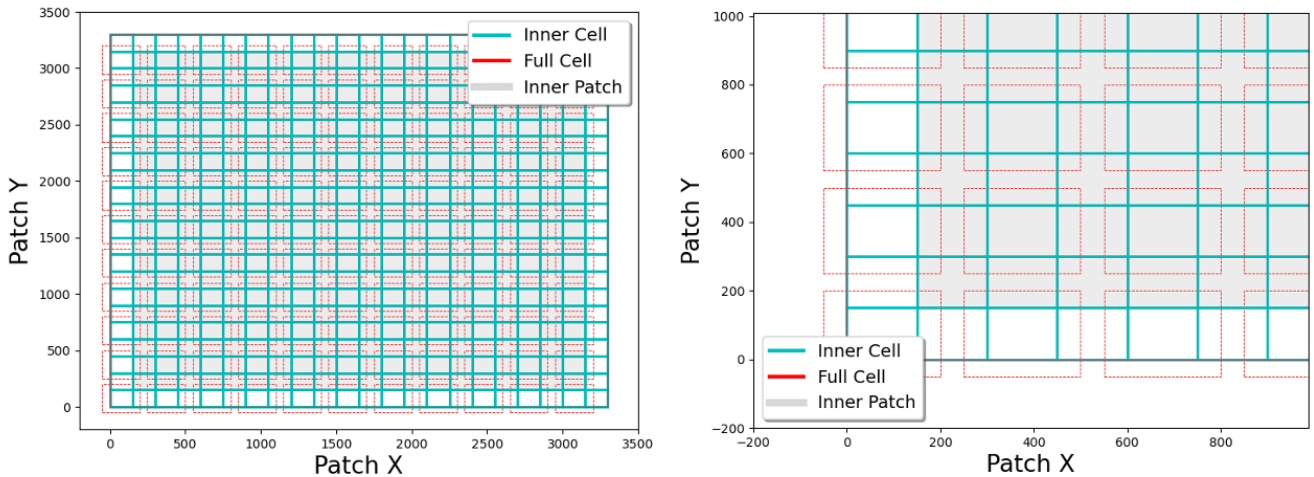 3500
3000
2500
2000
1500
1000
500
0
Patch Y
0 500 1000 1500 2000 2500 3000 3500
Patch X
Inner Cell
Full Cell
Inner Patch
1000
800
600
400
200
0
−200
Patch Y
−200 0 200 400 600 800
Patch X
Inner Cell
Full Cell
Inner Patch